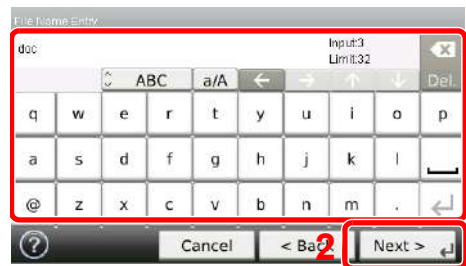 File Name Entry
doc
Input:3
Limit:32
ABC a/A ← → ↑ ↓ Del.
q w e r t y u i o p
a s d f g h j k l
@ z x c v b n m .
? Cancel < Back 2 Next >